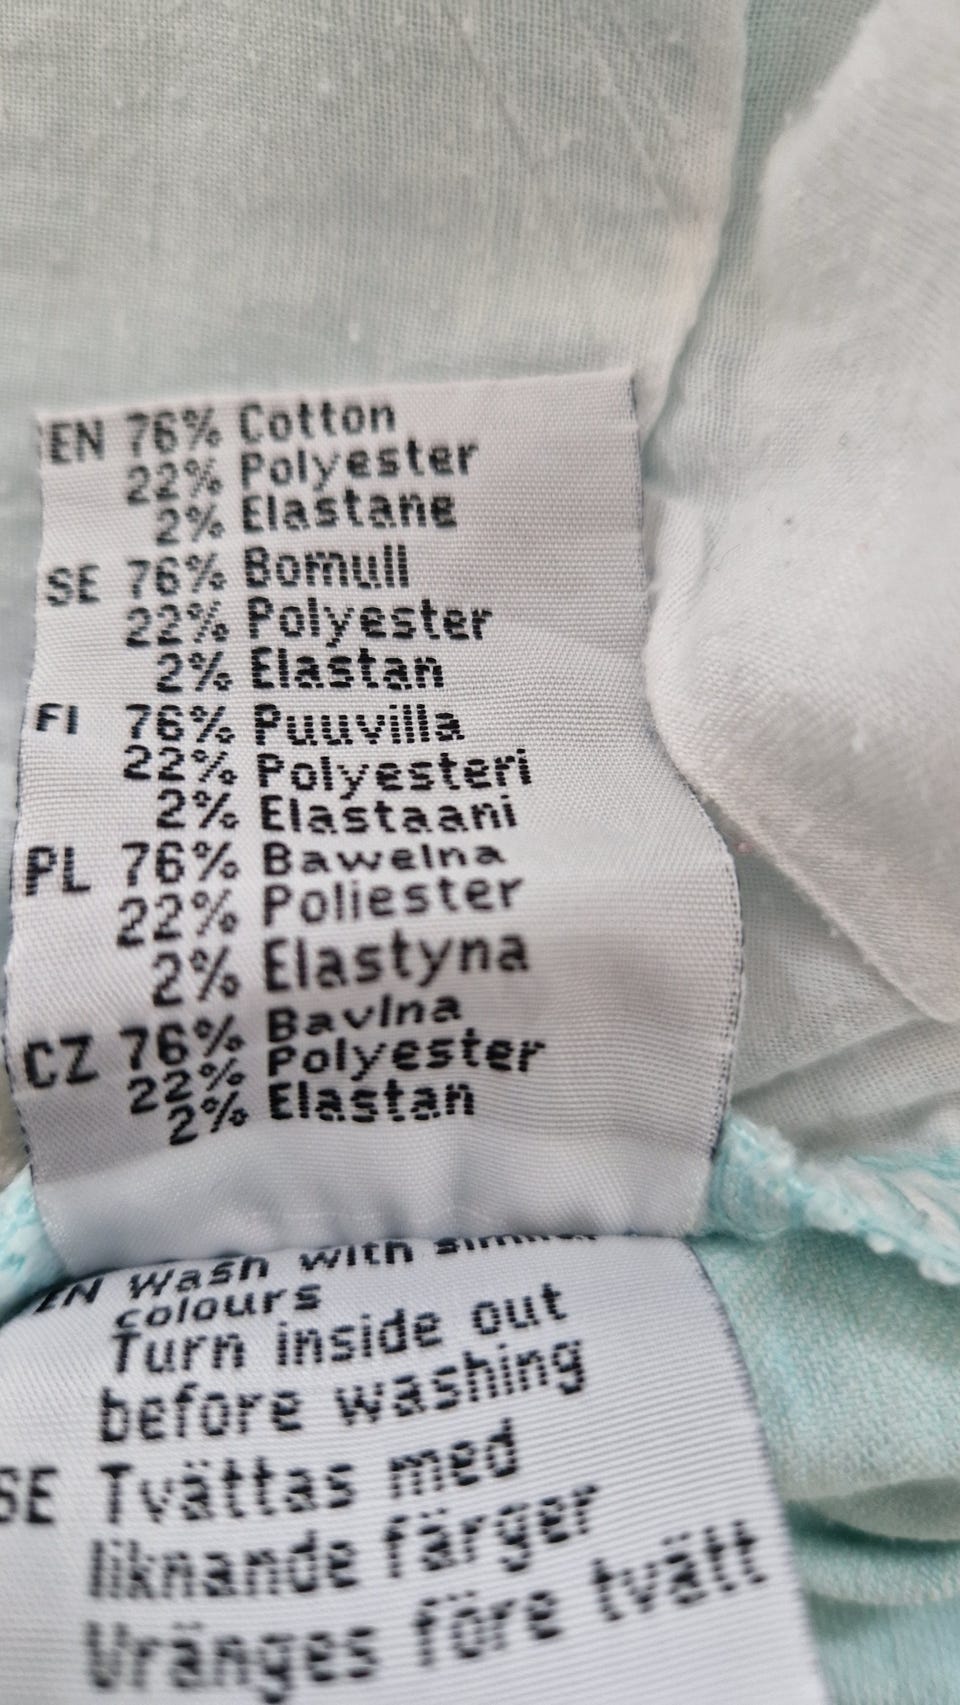 EN 76% Cotton
22% Polyester
2% Elastane
SE 76% Bomull
22% Polyester
2% Elastan
FI 76% Puuvilla
22% Polyesteri
2% Elastaani
PL 76% Bawełna
22% Poliester
2% Elastyna
CZ 76% Bavlna
22% Polyester
2% Elastan
EN Wash with similar
colours
Turn inside out
before washing
SE Tvättas med
liknande färger
Vränges före tvätt